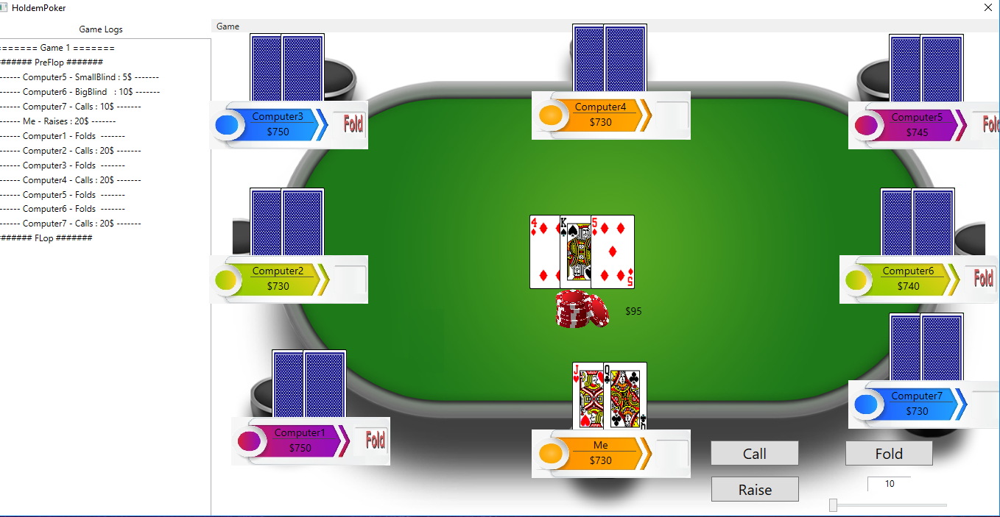 HoldemPoker
Game Logs
Game
======= Game 1 =======
####### PreFlop #######
------ Computer5 - SmallBlind : 5$ -------
------ Computer6 - BigBlind : 10$ -------
------ Computer7 - Calls : 10$ -------
------ Me - Raises : 20$ -------
------ Computer1 - Folds -------
------ Computer2 - Calls : 20$ -------
------ Computer3 - Folds -------
------ Computer4 - Calls : 20$ -------
------ Computer5 - Folds -------
------ Computer6 - Folds -------
------ Computer7 - Calls : 20$ -------
####### FLop #######
Computer3
$750
Fold
Computer4
$730
Computer5
$745
Fold
Computer2
$730
4
K
5
5
$95
Computer6
$740
Fold
Computer1
$750
Fold
J
Q
Q
Me
$730
Computer7
$730
Call
Fold
Raise
10